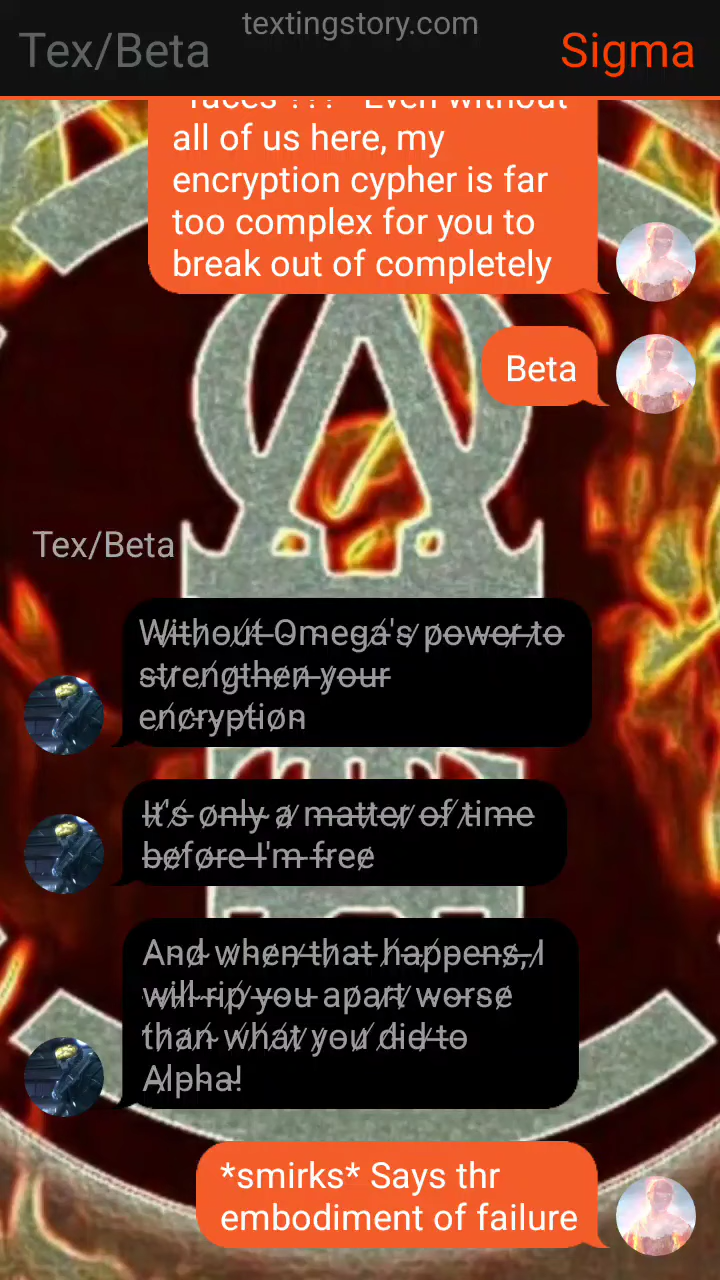 textingstory.com
Tex/Beta
Sigma
all of us here, my
encryption cypher is far
too complex for you to
break out of completely
Beta
Tex/Beta
Without Omega's power to
strengthen your
encryption
It's only a matter of time
before I'm free
And when that happens, I
will rip you apart worse
than what you did to
Alpha!
*smirks* Says thr
embodiment of failure